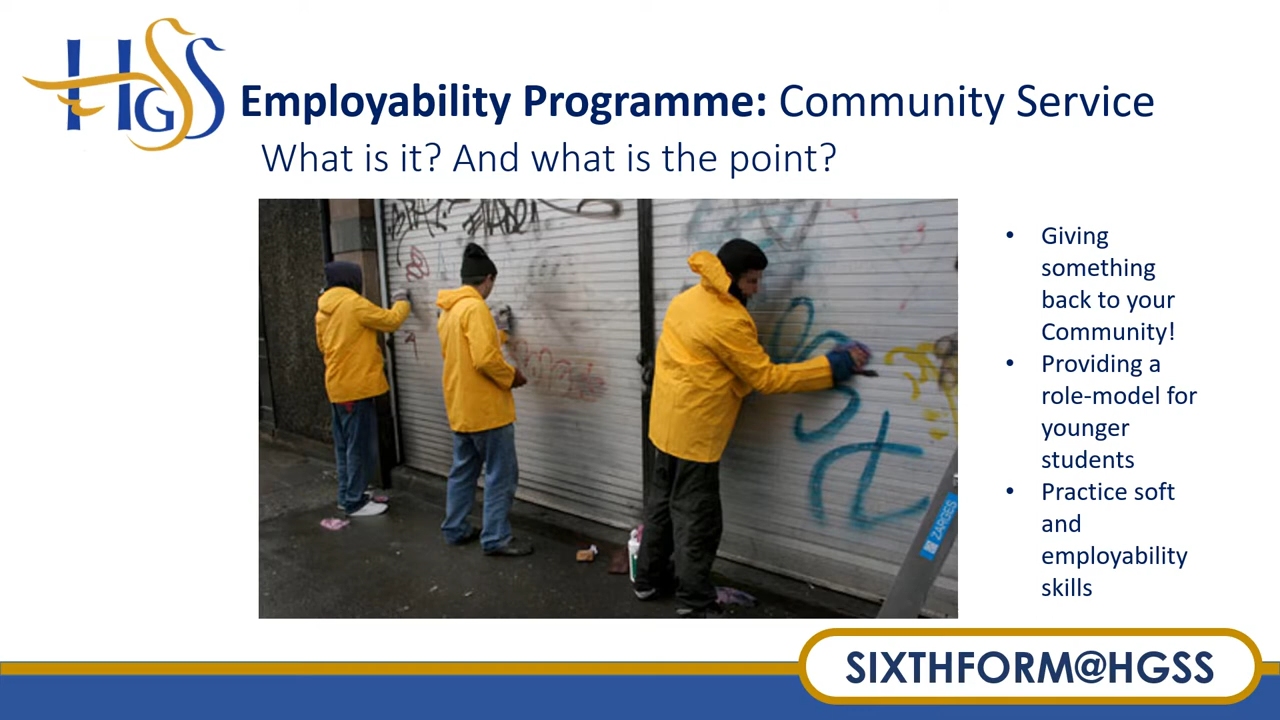 HGSS
Employability Programme: Community Service
What is it? And what is the point?
• Giving
something
back to your
Community!
• Providing a
role-model for
younger
students
• Practice soft
and
employability
skills
ZARGES
SIXTHFORM@HGSS